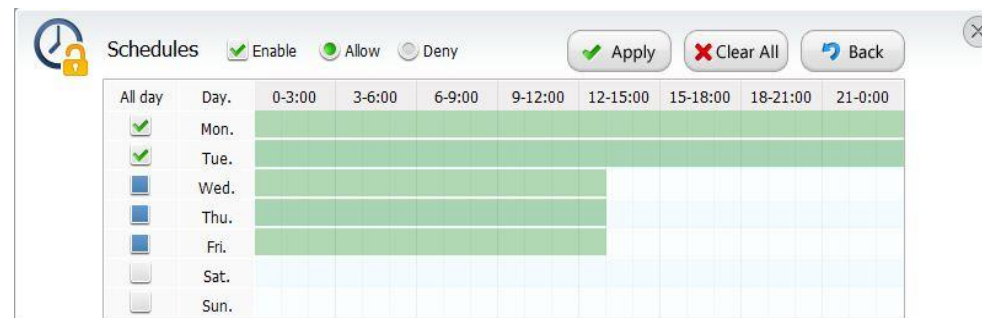 Schedules Enable Allow Deny Apply Clear All Back
All day Day. 0-3:00 3-6:00 6-9:00 9-12:00 12-15:00 15-18:00 18-21:00 21-0:00
Mon.
Tue.
Wed.
Thu.
Fri.
Sat.
Sun.